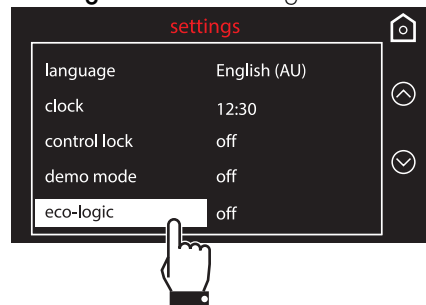 settings
language English (AU)
clock 12:30
control lock off
demo mode off
eco-logic off